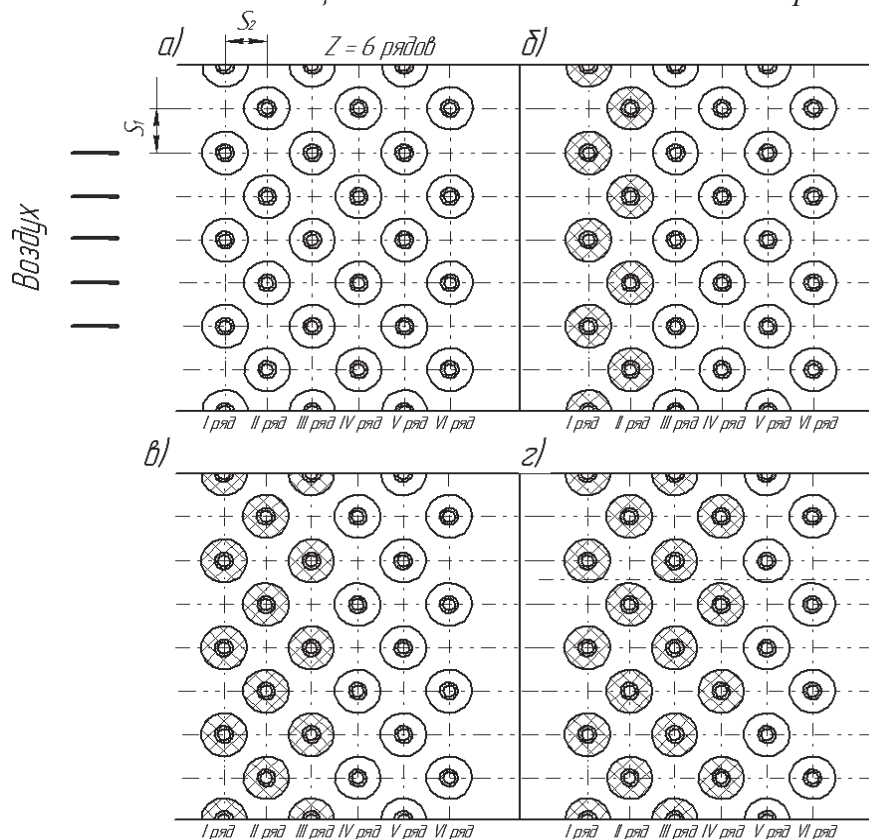 S₂
а) Z = 6 рядов б)
S₁
Воздух
I ряд II ряд III ряд IV ряд V ряд VI ряд I ряд II ряд III ряд IV ряд V ряд VI ряд
в) г)
I ряд II ряд III ряд IV ряд V ряд VI ряд I ряд II ряд III ряд IV ряд V ряд VI ряд